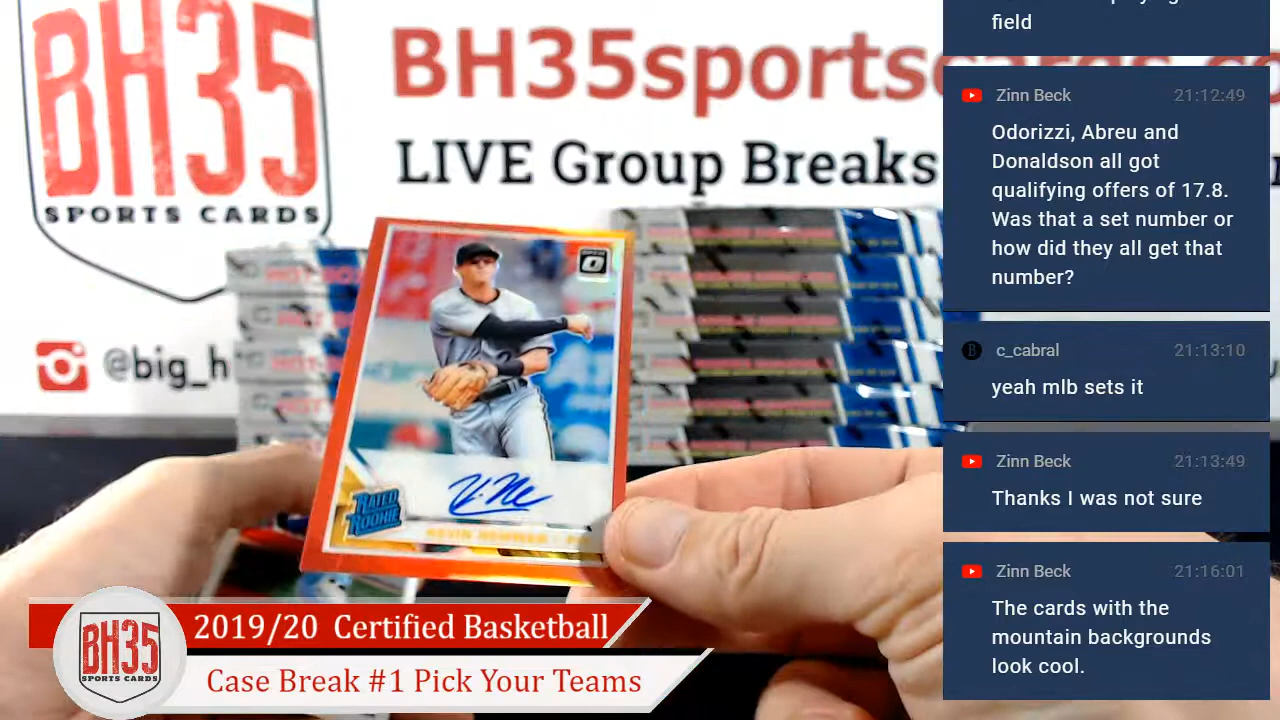 BH35
SPORTS CARDS
BH35sports
LIVE Group Breaks
@big_h
RATED
ROOKIE
KEVIN NEWMAN
field
Zinn Beck 21:12:49
Odorizzi, Abreu and
Donaldson all got
qualifying offers of 17.8.
Was that a set number or
how did they all get that
number?
c_cabral 21:13:10
yeah mlb sets it
Zinn Beck 21:13:49
Thanks I was not sure
Zinn Beck 21:16:01
The cards with the
mountain backgrounds
look cool.
BH35
SPORTS CARDS
2019/20 Certified Basketball
Case Break #1 Pick Your Teams